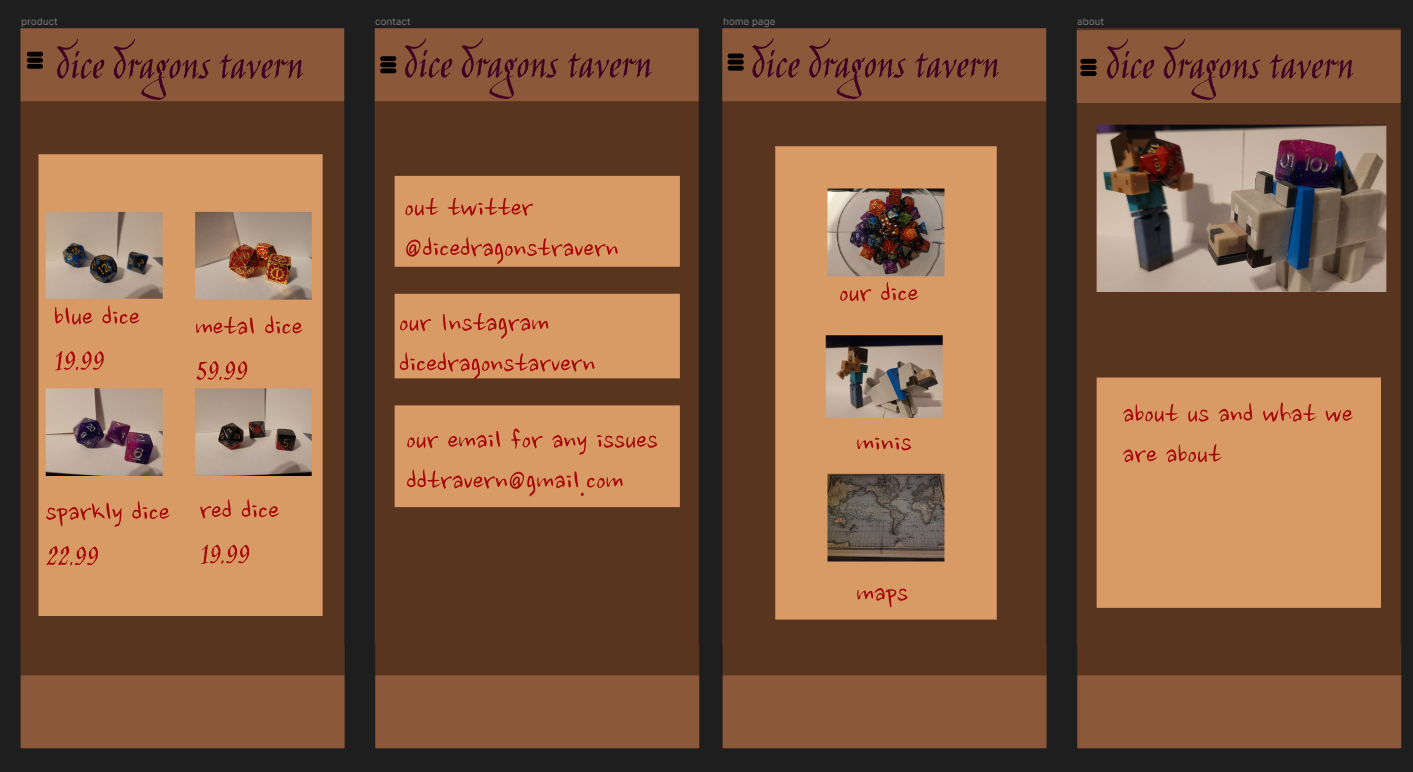 product
dice dragons tavern
blue dice
19.99
metal dice
59.99
sparkly dice
22.99
red dice
19.99
contact
dice dragons tavern
out twitter
@dicedragonstravern
our Instagram
dicedragonstarvern
our email for any issues
ddtravern@gmail.com
home page
dice dragons tavern
our dice
minis
maps
about
dice dragons tavern
about us and what we
are about